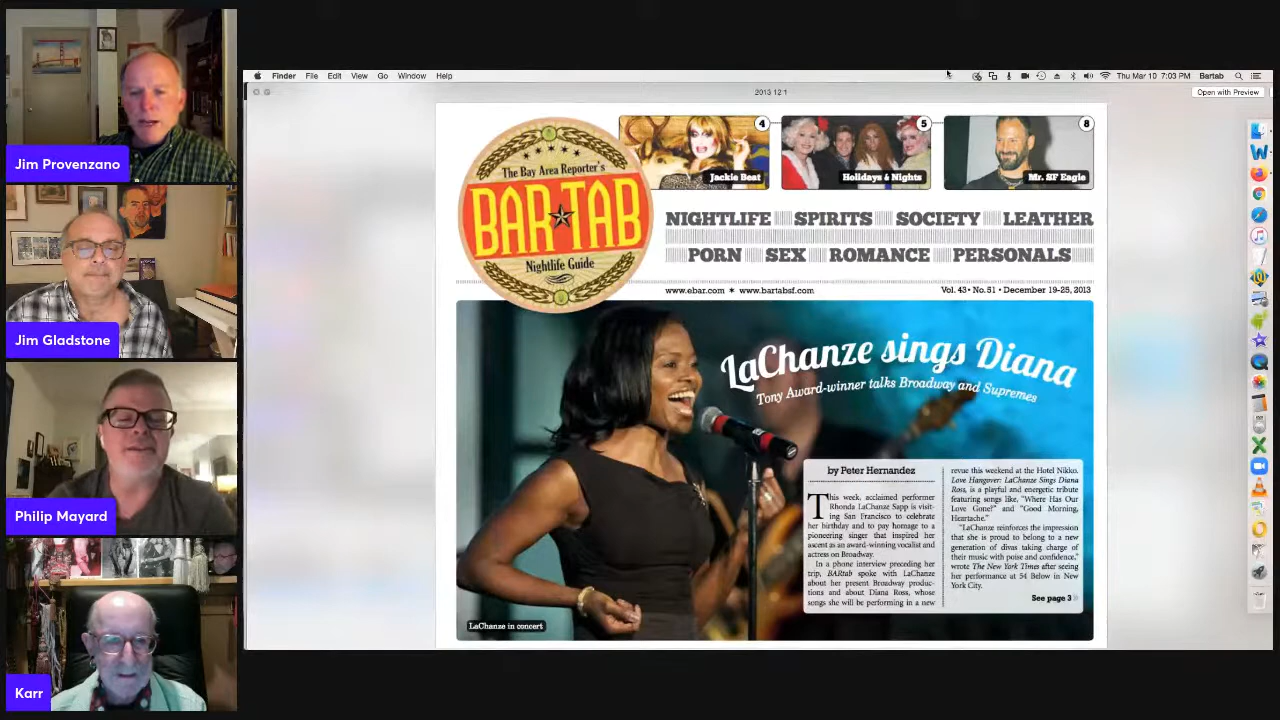 Jim Provenzano
Jim Gladstone
Philip Mayard
Karr
Finder File Edit View Go Window Help
Thu Mar 10 7:03 PM Bartab
2013 12 1
Open with Preview
The Bay Area Reporter's
BAR TAB
Nightlife Guide
4
Jackie Beat
5
Holidays & Nights
8
Mr. SF Eagle
NIGHTLIFE SPIRITS SOCIETY LEATHER
PORN SEX ROMANCE PERSONALS
www.ebar.com ✶ www.bartabsf.com
Vol. 43 • No. 51 • December 19-25, 2013
LaChanze sings Diana
Tony Award-winner talks Broadway and Supremes
by Peter Hernandez
This week, acclaimed performer
Rhonda LaChanze Sapp is visit-
ing San Francisco to celebrate
her birthday and to pay homage to a
pioneering singer that inspired her
ascent as an award-winning vocalist and
actress on Broadway.
In a phone interview preceding her
trip, BARtab spoke with LaChanze
about her present Broadway produc-
tions and about Diana Ross, whose
songs she will be performing in a new
revue this weekend at the Hotel Nikko.
Love Hangover: LaChanze Sings Diana
Ross, is a playful and energetic tribute
featuring songs like, "Where Has Our
Love Gone?" and "Good Morning,
Heartache."
"LaChanze reinforces the impression
that she is proud to belong to a new
generation of divas taking charge of
their music with poise and confidence,"
wrote The New York Times after seeing
her performance at 54 Below in New
York City.
See page 3
LaChanze in concert